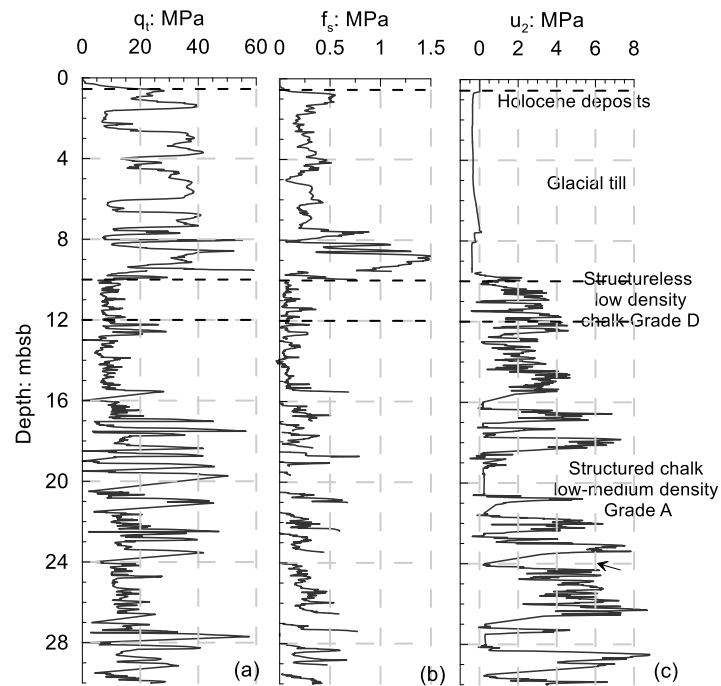 qₜ: MPa
fₛ: MPa
u₂: MPa
0 20 40 60
0 0.5 1 1.5
0 2 4 6 8
0
4
8
12
16
20
24
28
Depth: mbsb
Holocene deposits
Glacial till
Structureless
low density
chalk Grade D
Structured chalk
low-medium density
Grade A
(a)
(b)
(c)